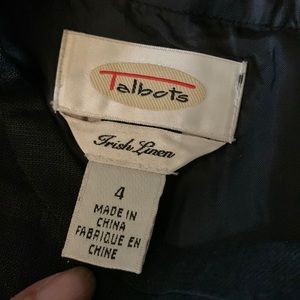 Talbots
Irish Linen
4
MADE IN
CHINA
FABRIQUE EN
CHINE